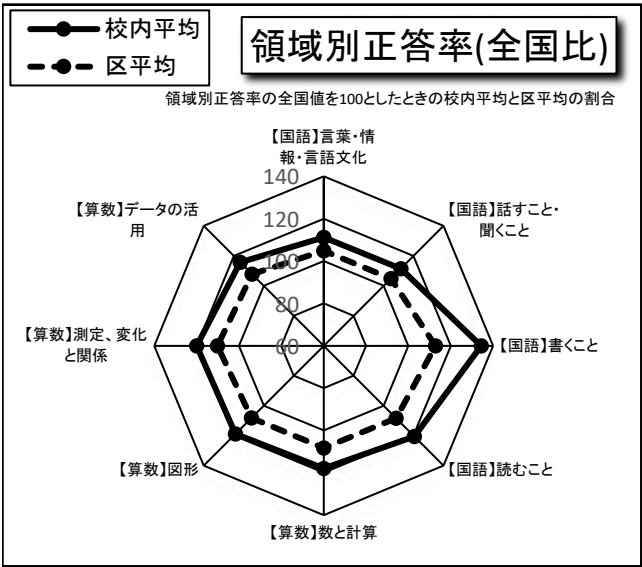 校内平均
区平均
領域別正答率(全国比)
領域別正答率の全国値を100としたときの校内平均と区平均の割合
【国語】言葉・情
報・言語文化
140
120
100
80
60
【国語】話すこと・
聞くこと
【国語】書くこと
【国語】読むこと
【算数】数と計算
【算数】図形
【算数】測定、変化
と関係
【算数】データの活
用